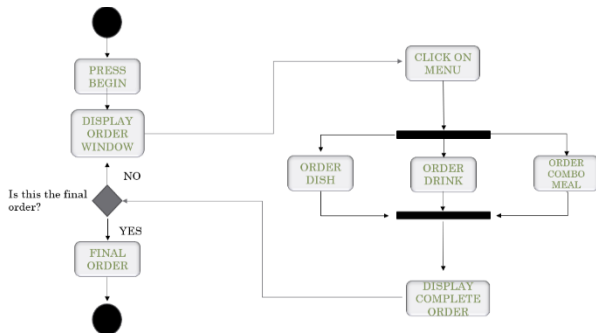 PRESS
BEGIN
DISPLAY
ORDER
WINDOW
NO
Is this the final
order?
YES
FINAL
ORDER
CLICK ON
MENU
ORDER
DISH
ORDER
DRINK
ORDER
COMBO
MEAL
DISPLAY
COMPLETE
ORDER